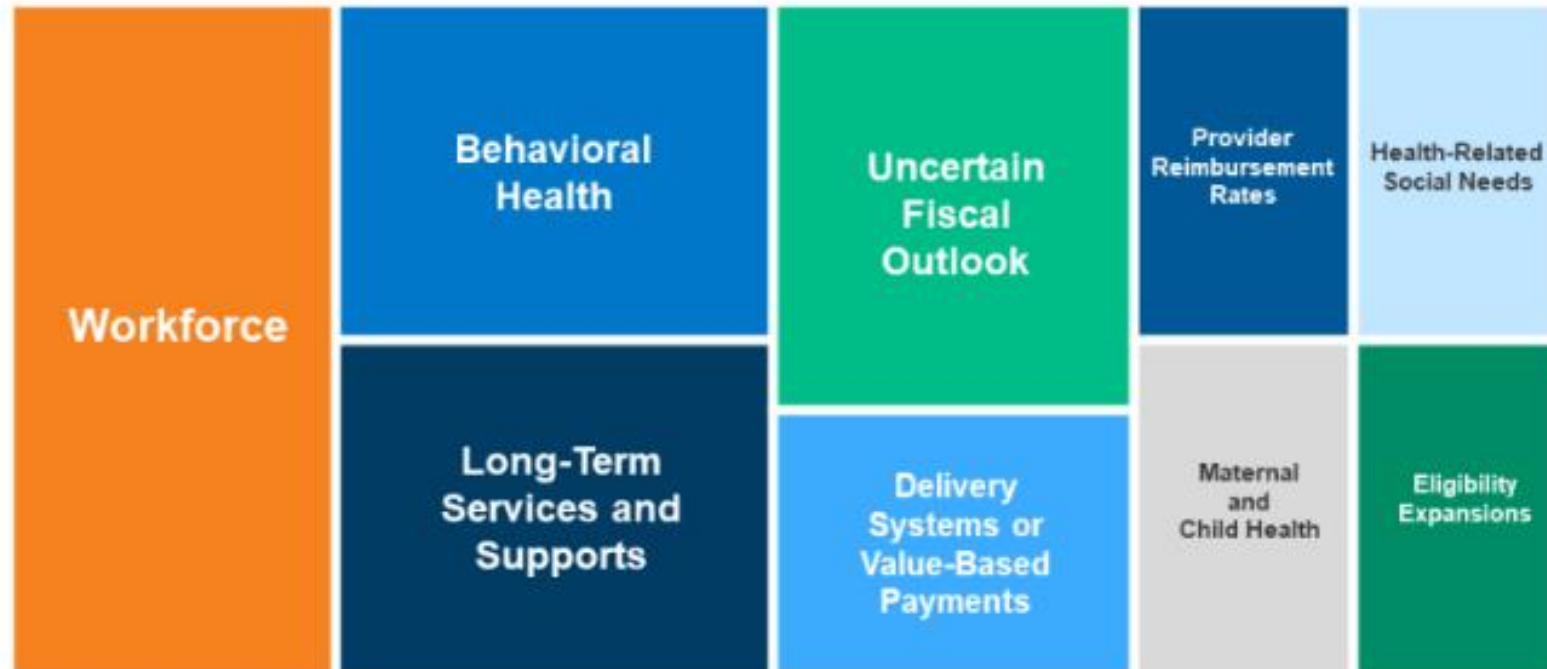 Workforce
Behavioral
Health
Long-Term
Services and
Supports
Uncertain
Fiscal
Outlook
Delivery
Systems or
Value-Based
Payments
Provider
Reimbursement
Rates
Maternal
and
Child Health
Health-Related
Social Needs
Eligibility
Expansions